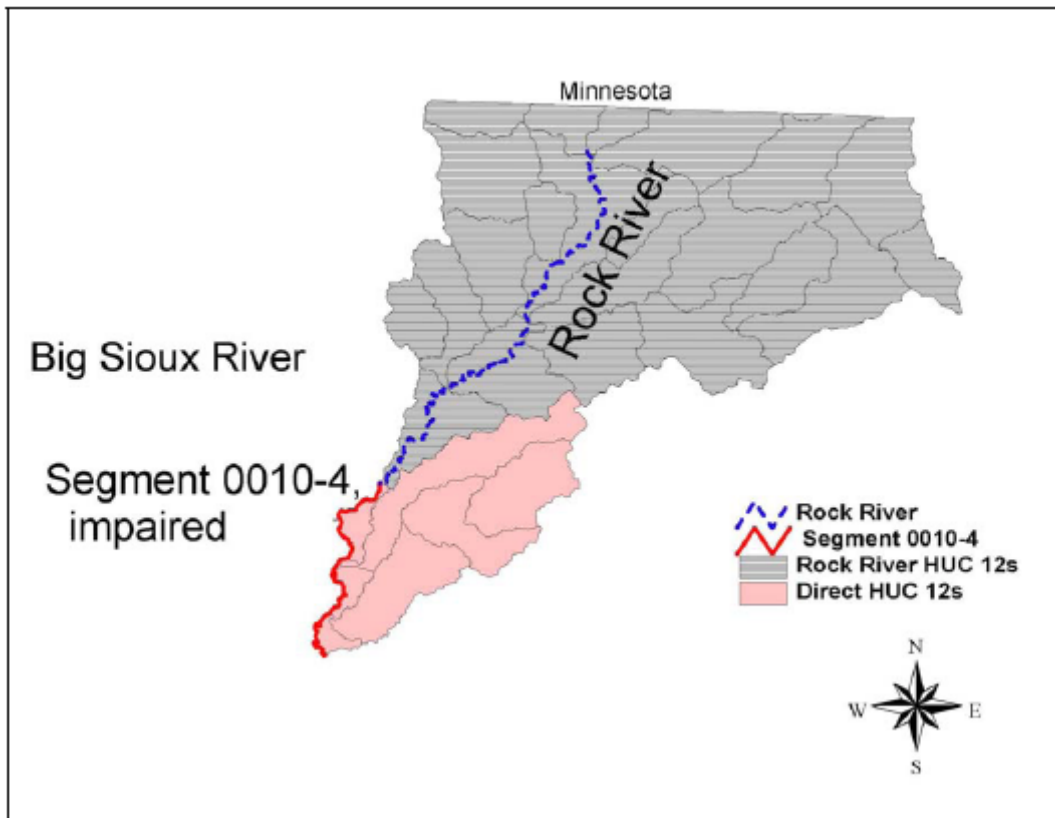 Minnesota
Rock River
Big Sioux River
Segment 0010-4,
impaired
Rock River
Segment 0010-4
Rock River HUC 12s
Direct HUC 12s
N
W E
S